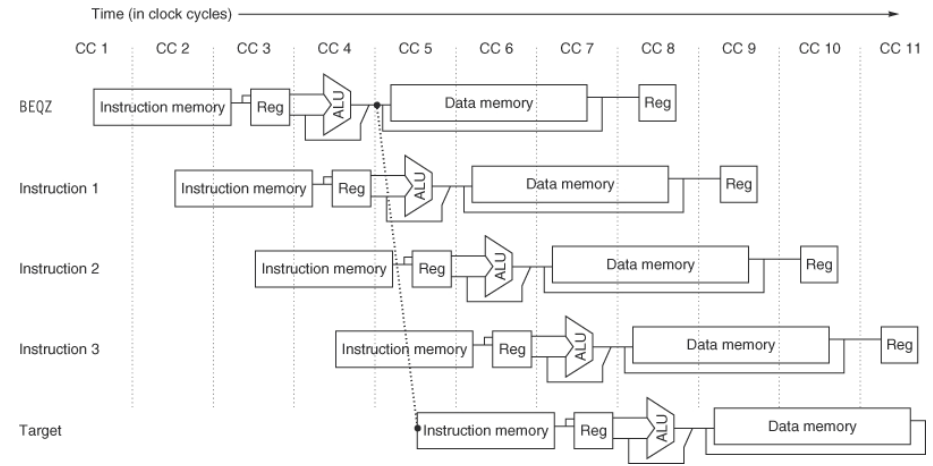 Time (in clock cycles)
CC 1 CC 2 CC 3 CC 4 CC 5 CC 6 CC 7 CC 8 CC 9 CC 10 CC 11
BEQZ Instruction memory Reg ALU Data memory Reg
Instruction 1 Instruction memory Reg ALU Data memory Reg
Instruction 2 Instruction memory Reg ALU Data memory Reg
Instruction 3 Instruction memory Reg ALU Data memory Reg
Target Instruction memory Reg ALU Data memory